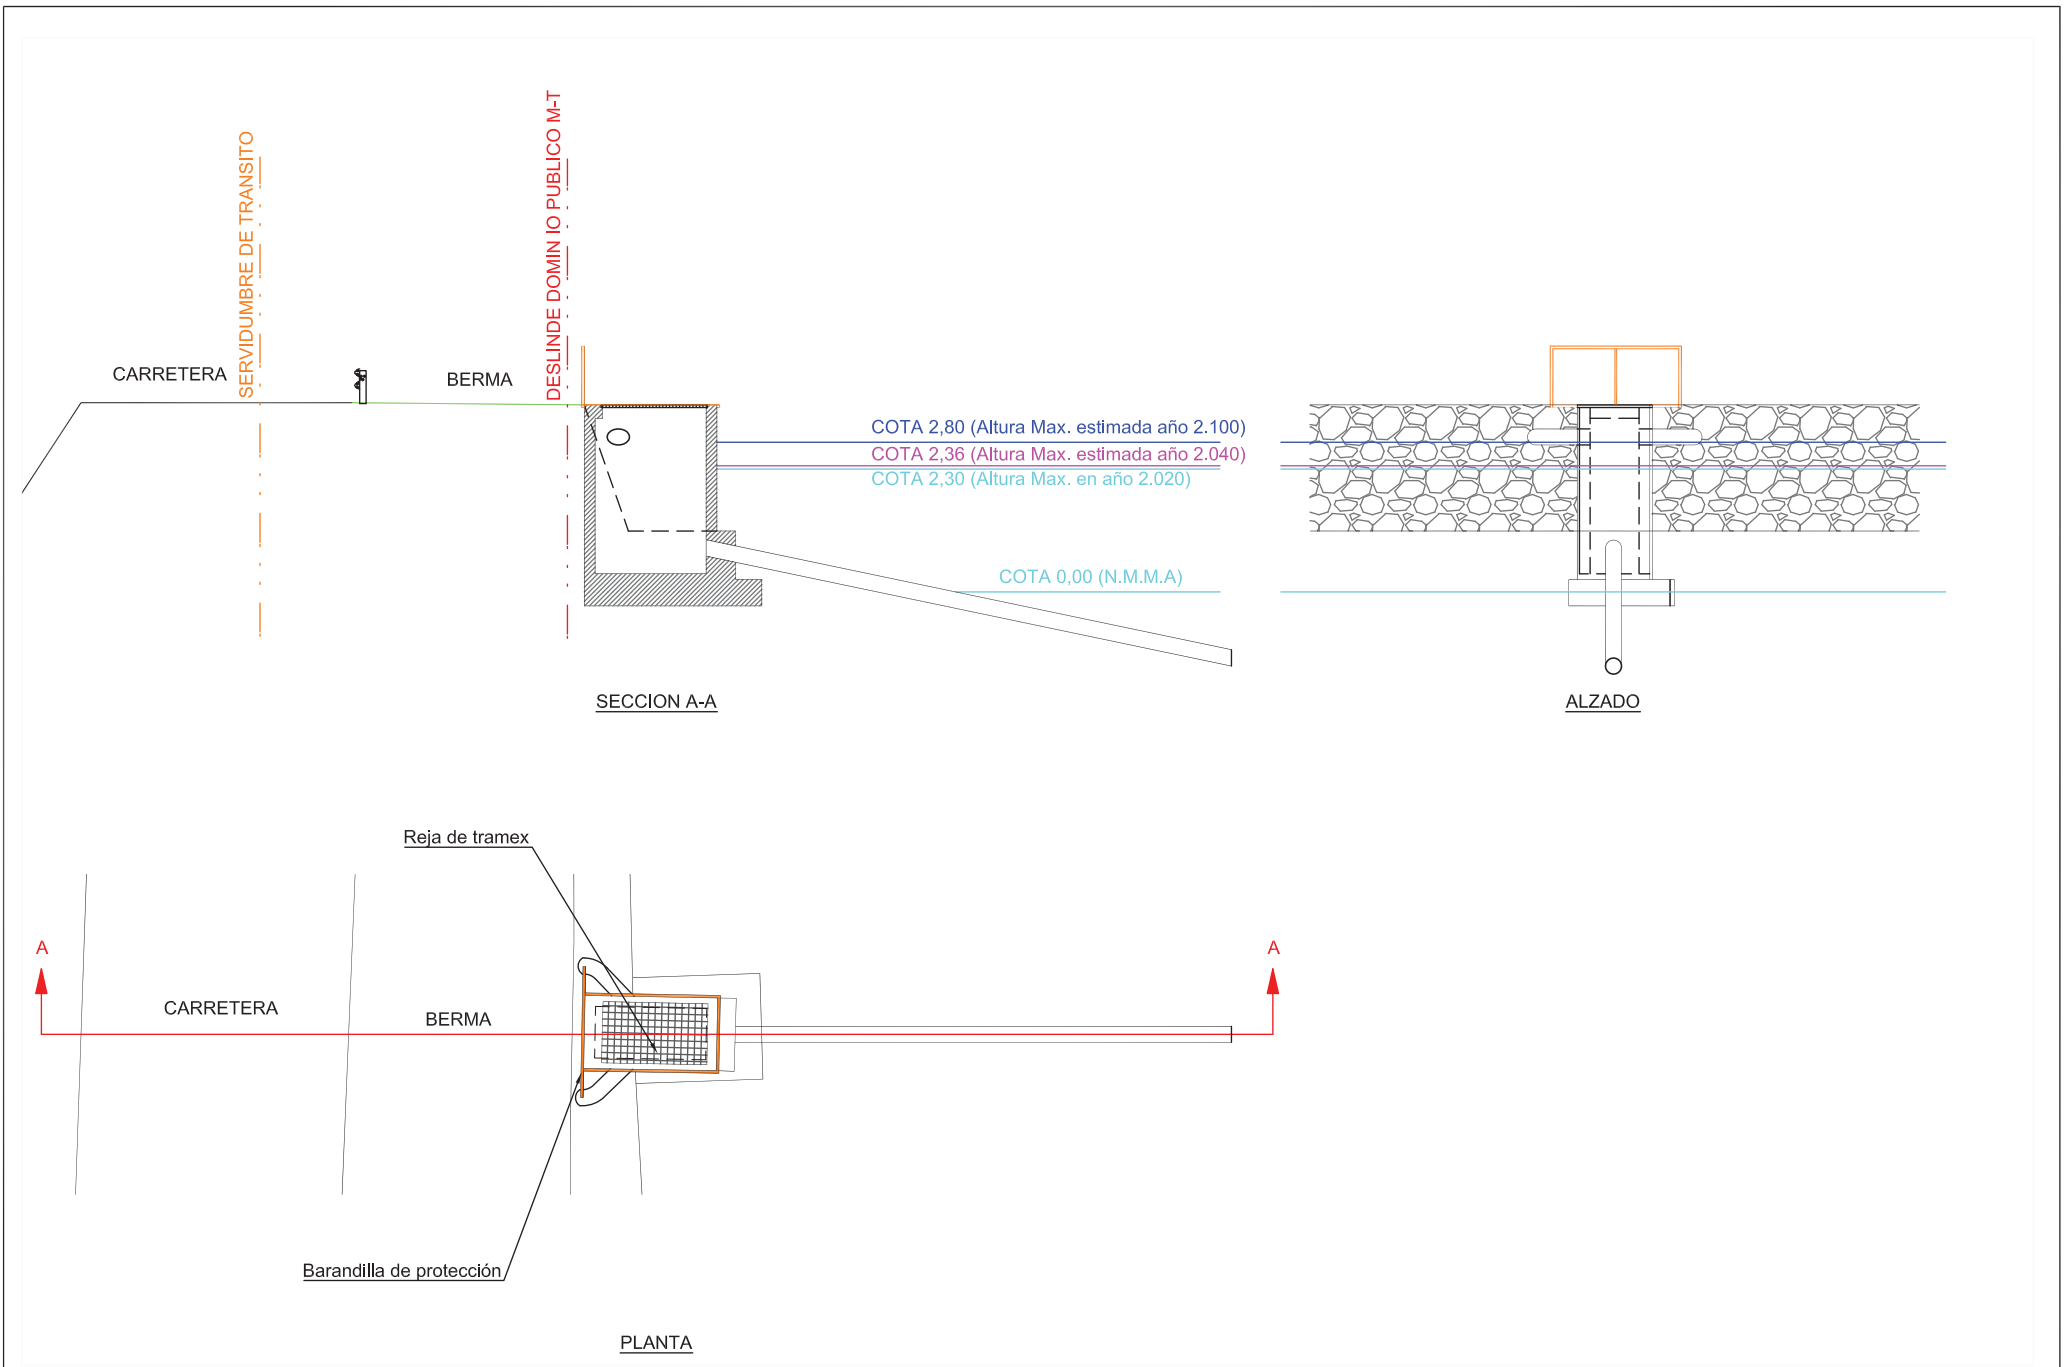 SERVIDUMBRE DE TRANSITO
DESLINDE DOMIN IO PUBLICO M-T
CARRETERA
BERMA
COTA 2,80 (Altura Max. estimada año 2.100)
COTA 2,36 (Altura Max. estimada año 2.040)
COTA 2,30 (Altura Max. en año 2.020)
COTA 0,00 (N.M.M.A)
SECCION A-A
ALZADO
Reja de tramex
A
A
CARRETERA
BERMA
Barandilla de protección
PLANTA